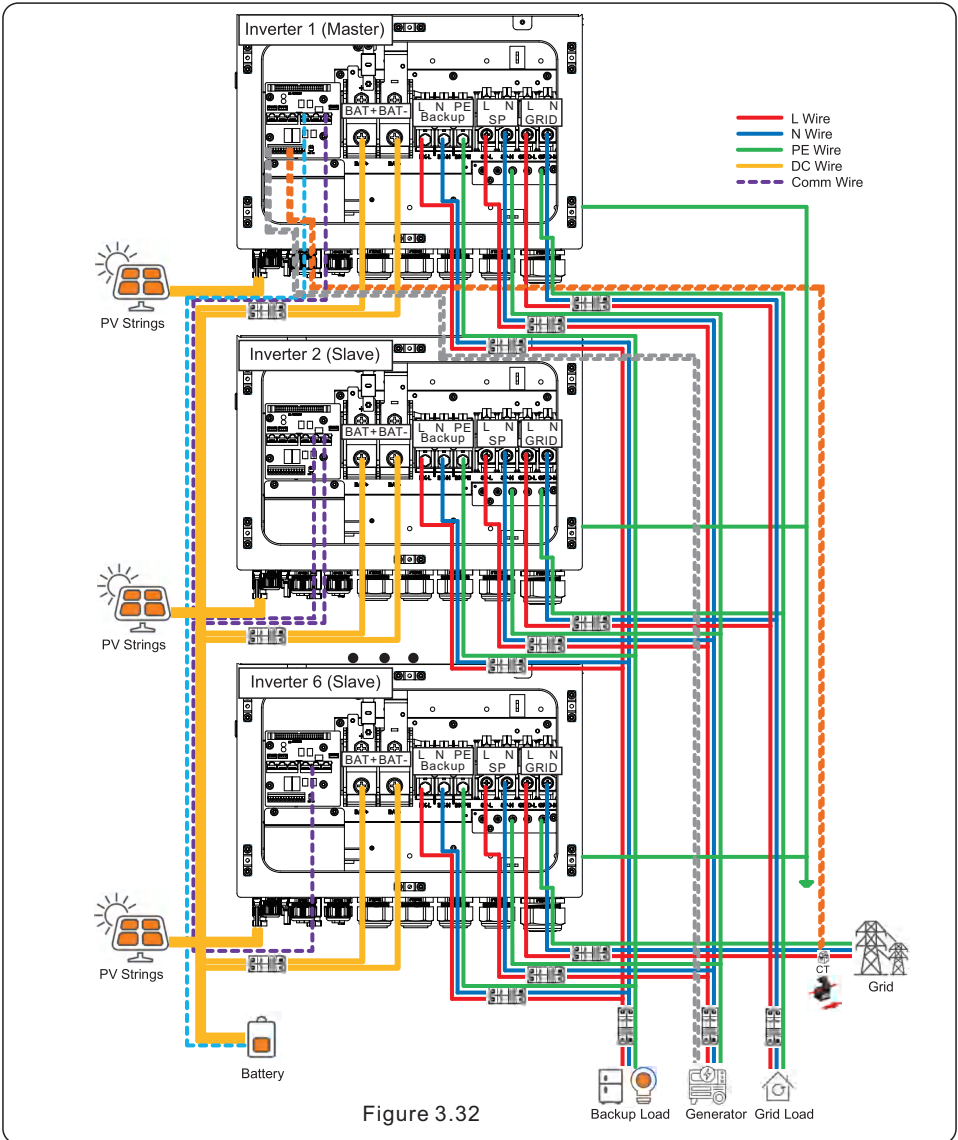 Inverter 1 (Master)
BAT+ BAT-
L N PE
Backup
L N
SP
L N
GRID
L Wire
N Wire
PE Wire
DC Wire
Comm Wire
PV Strings
Inverter 2 (Slave)
BAT+ BAT-
L N PE
Backup
L N
SP
L N
GRID
PV Strings
Inverter 6 (Slave)
BAT+ BAT-
L N PE
Backup
L N
SP
L N
GRID
PV Strings
CT
Grid
Battery
Backup Load
Generator
Grid Load
Figure 3.32